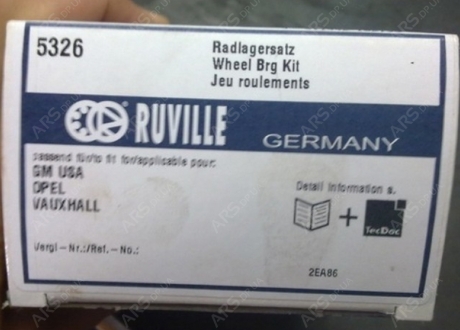 5326
Radlagersatz
Wheel Brg Kit
Jeu roulements
RUVILLE GERMANY
passend für/to fit for/applicable pour:
GM USA
OPEL
VAUXHALL
Detail Information s.
+
TecDoc
Vergl-Nr.:/Ref.-No.:
2EA86